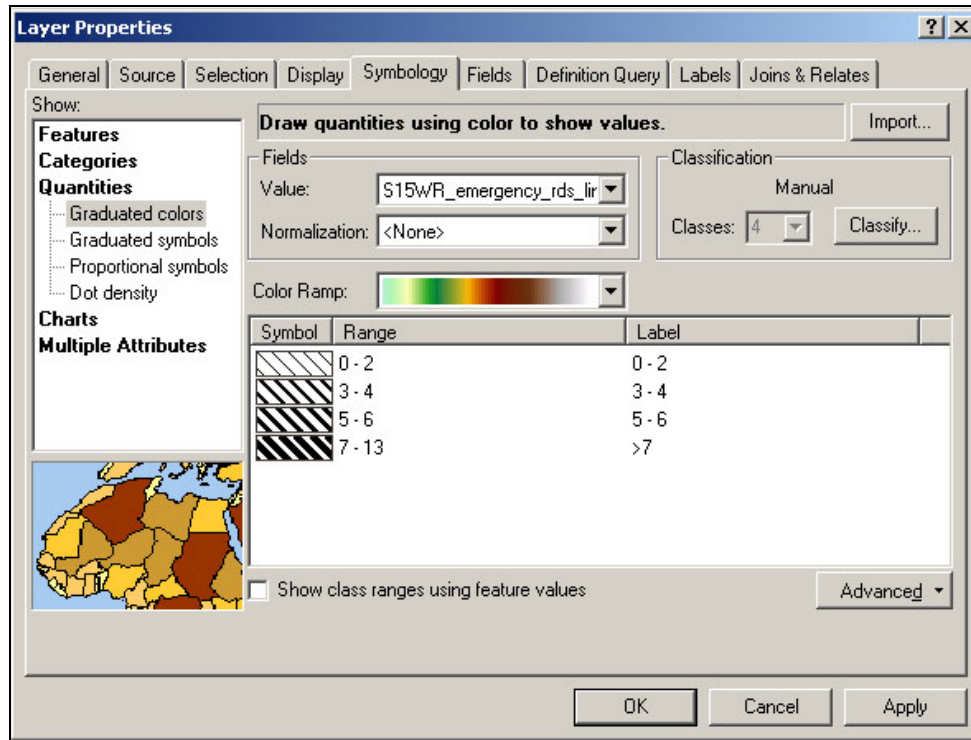 Layer Properties
General Source Selection Display Symbology Fields Definition Query Labels Joins & Relates
Show:
Features
Categories
Quantities
Graduated colors
Graduated symbols
Proportional symbols
Dot density
Charts
Multiple Attributes
Draw quantities using color to show values.
Import...
Fields
Value: S15WR_emergency_rds_lir
Normalization: <None>
Classification
Manual
Classes: 4
Classify...
Color Ramp:
Symbol Range Label
0 - 2 0 - 2
3 - 4 3 - 4
5 - 6 5 - 6
7 - 13 >7
Show class ranges using feature values
Advanced
OK Cancel Apply